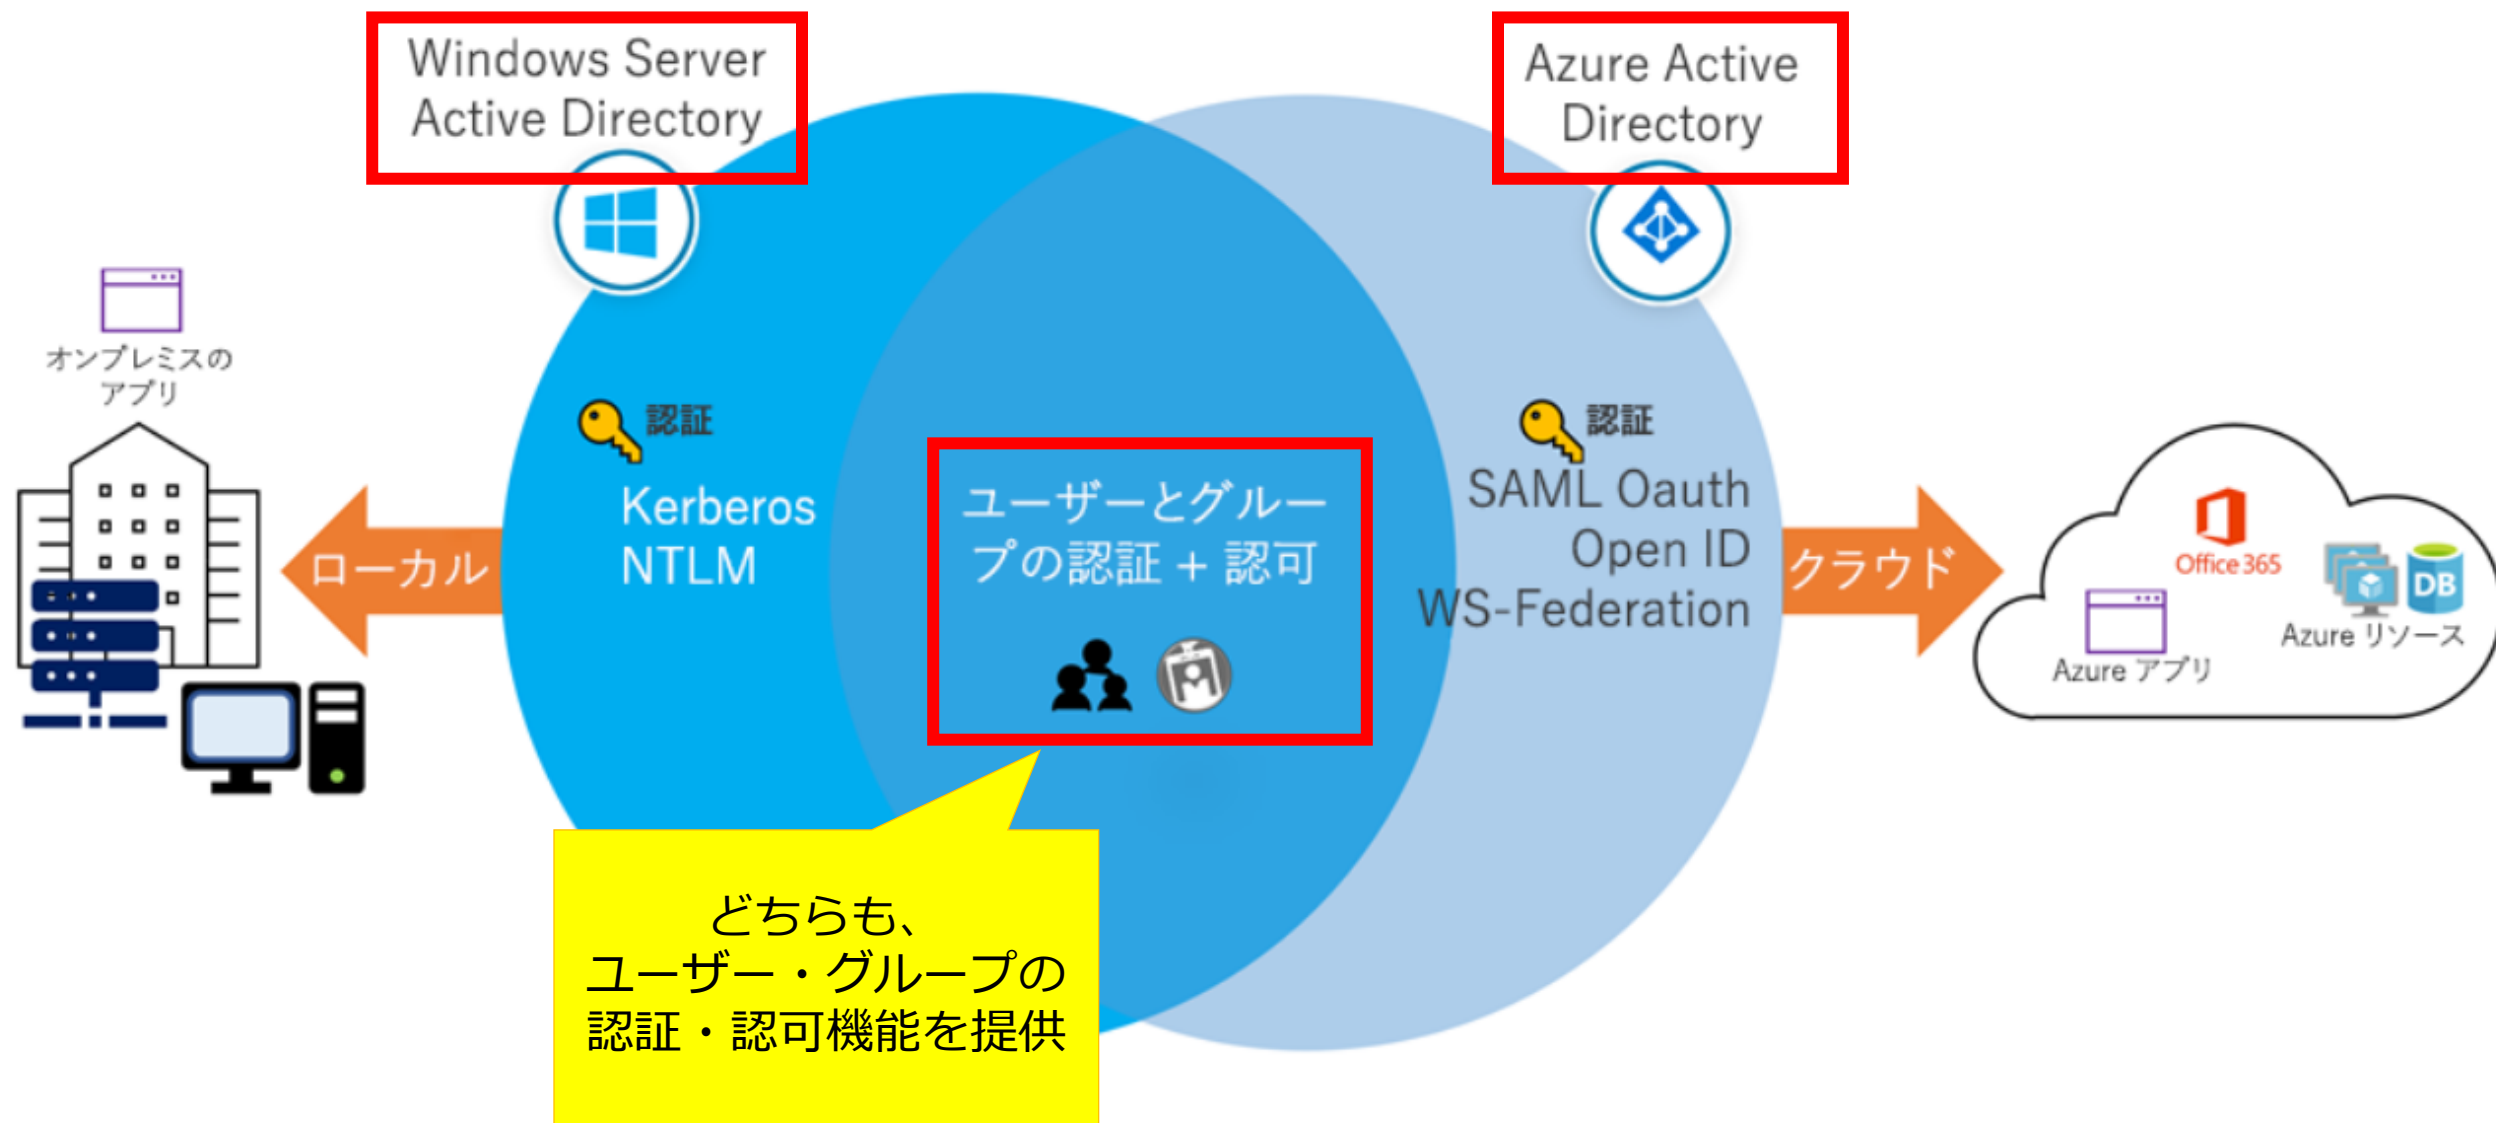 Windows Server
Active Directory
Azure Active
Directory
オンプレミスの
アプリ
認証
Kerberos
NTLM
ローカル
ユーザーとグルー
プの認証 + 認可
認証
SAML Oauth
Open ID
WS-Federation
クラウド
Office 365
DB
Azure リソース
Azure アプリ
どちらも、
ユーザー・グループの
認証・認可機能を提供